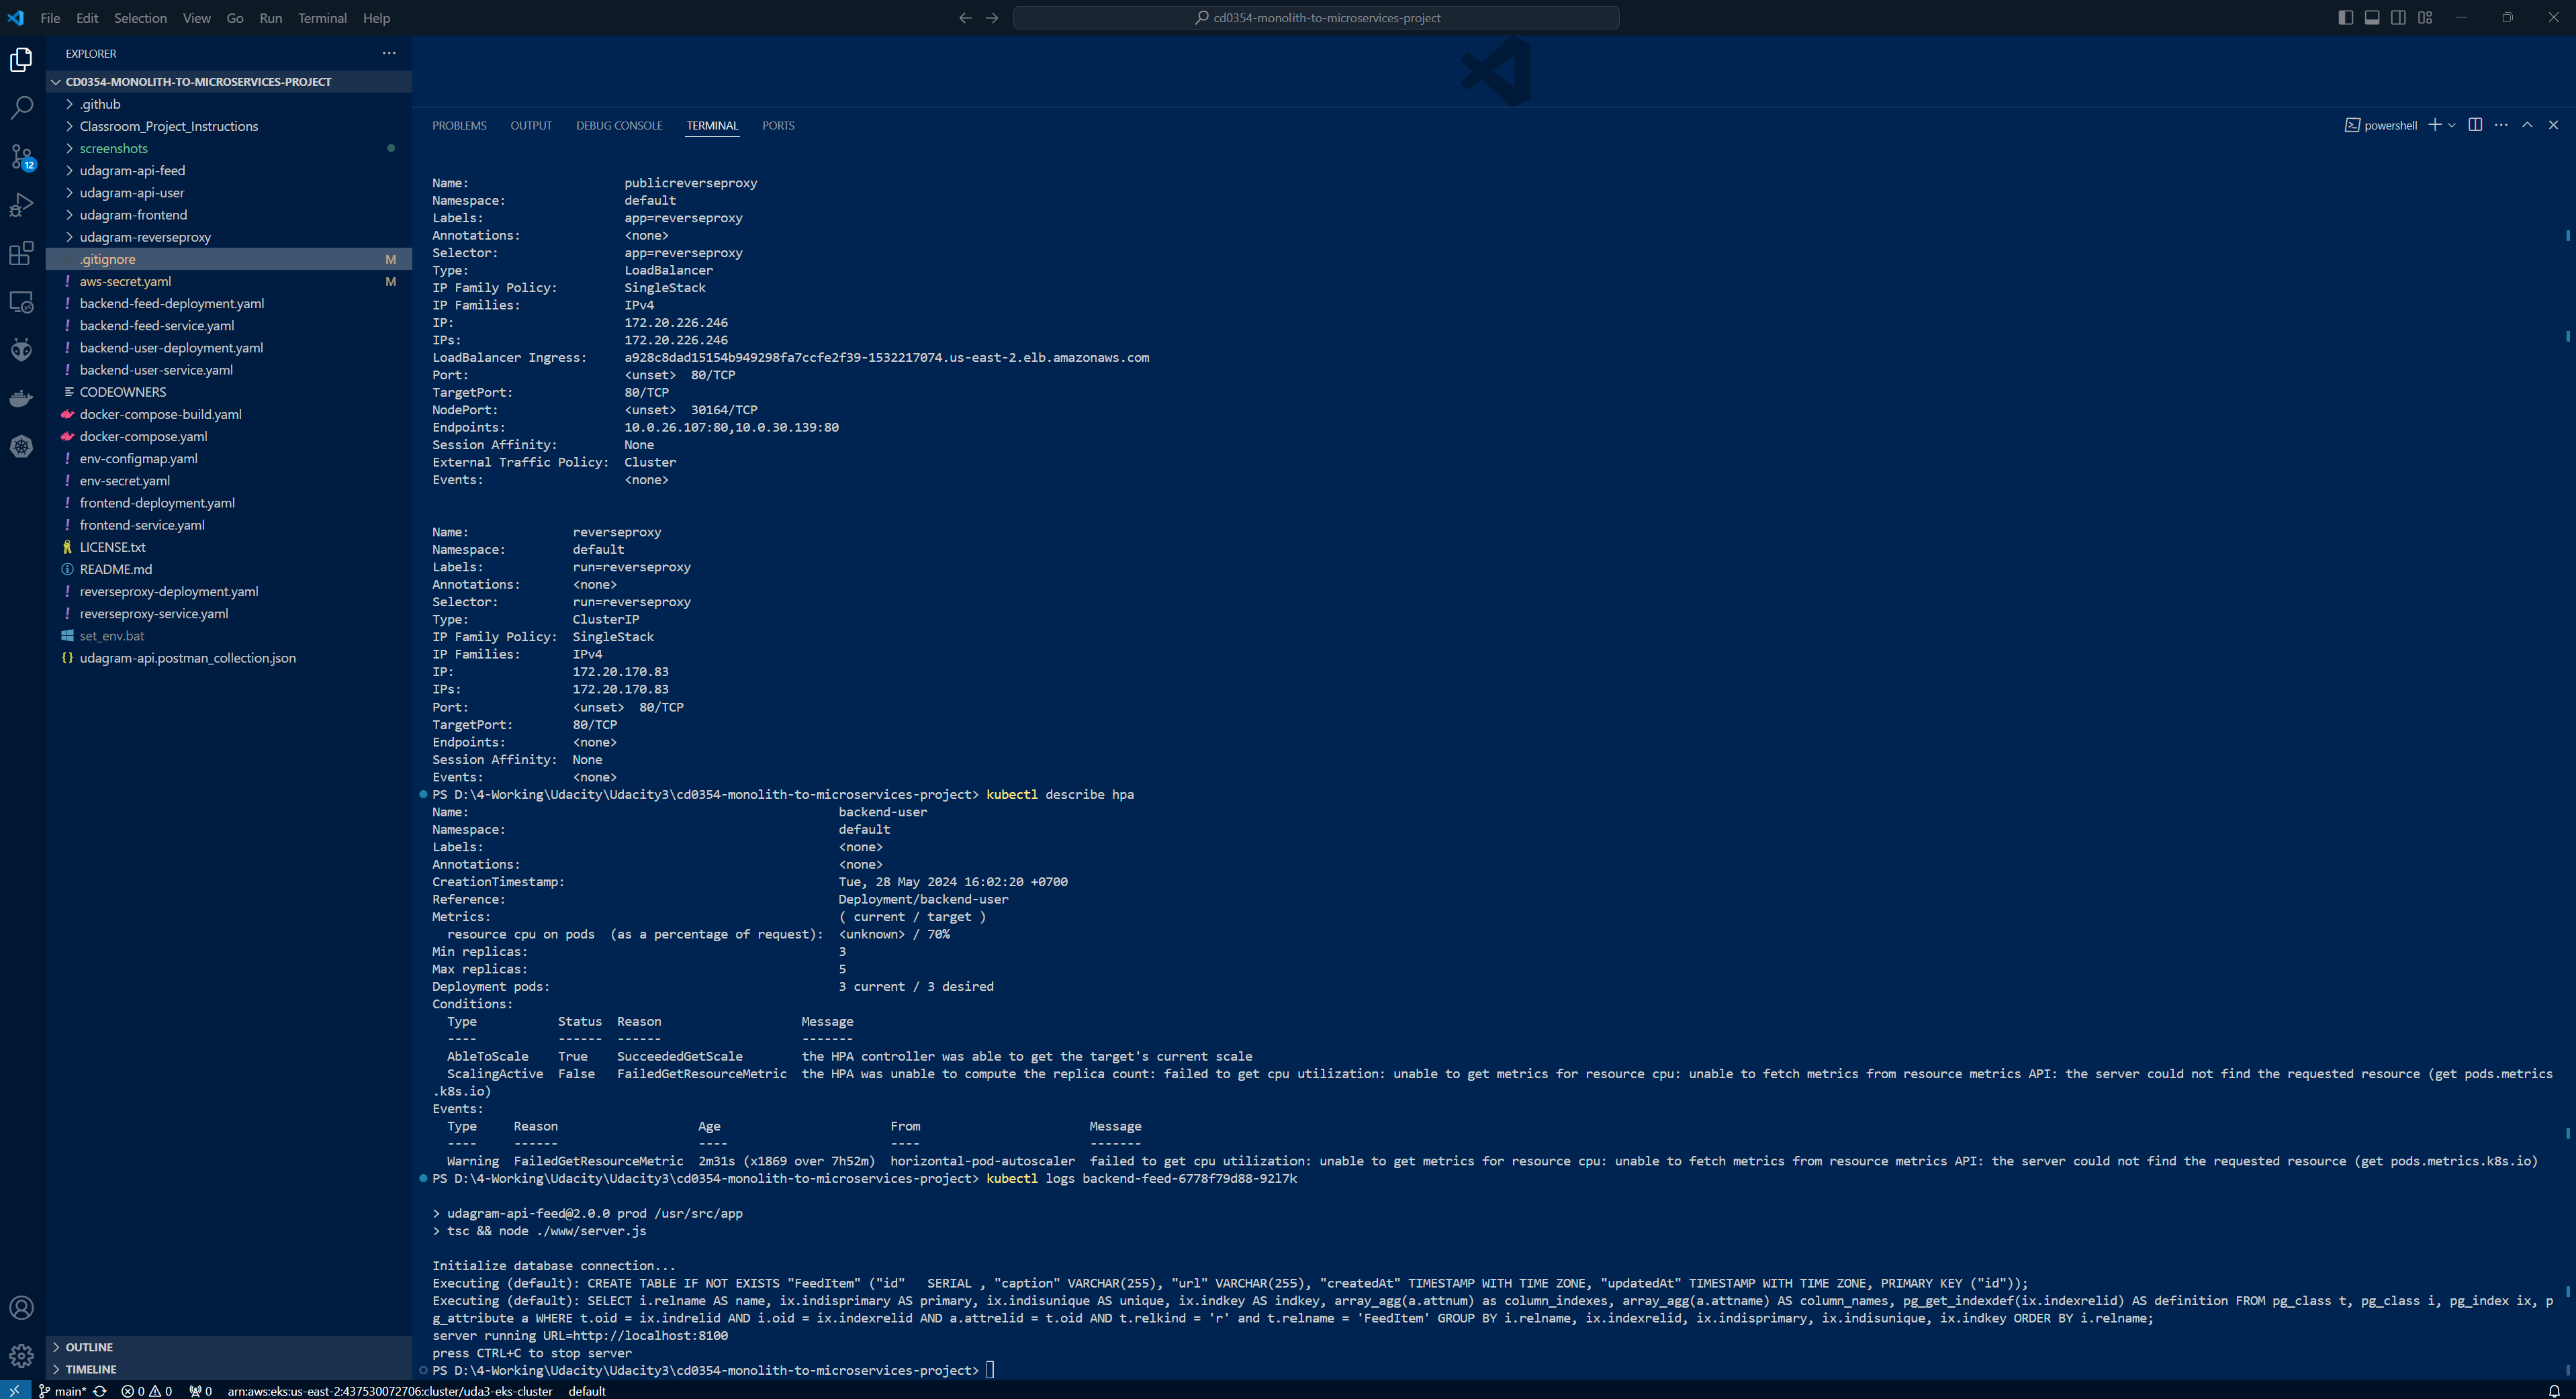 File Edit Selection View Go Run Terminal Help
cd0354-monolith-to-microservices-project
EXPLORER
CD0354-MONOLITH-TO-MICROSERVICES-PROJECT
.github
Classroom_Project_Instructions
screenshots
udagram-api-feed
udagram-api-user
udagram-frontend
udagram-reverseproxy
.gitignore M
aws-secret.yaml M
backend-feed-deployment.yaml
backend-feed-service.yaml
backend-user-deployment.yaml
backend-user-service.yaml
CODEOWNERS
docker-compose-build.yaml
docker-compose.yaml
env-configmap.yaml
env-secret.yaml
frontend-deployment.yaml
frontend-service.yaml
LICENSE.txt
README.md
reverseproxy-deployment.yaml
reverseproxy-service.yaml
set_env.bat
udagram-api.postman_collection.json
OUTLINE
TIMELINE
12
PROBLEMS OUTPUT DEBUG CONSOLE TERMINAL PORTS
powershell
Name: publicreverseproxy
Namespace: default
Labels: app=reverseproxy
Annotations: <none>
Selector: app=reverseproxy
Type: LoadBalancer
IP Family Policy: SingleStack
IP Families: IPv4
IP: 172.20.226.246
IPs: 172.20.226.246
LoadBalancer Ingress: a928c8dad15154b949298fa7ccfe2f39-1532217074.us-east-2.elb.amazonaws.com
Port: <unset> 80/TCP
TargetPort: 80/TCP
NodePort: <unset> 30164/TCP
Endpoints: 10.0.26.107:80,10.0.30.139:80
Session Affinity: None
External Traffic Policy: Cluster
Events: <none>
Name: reverseproxy
Namespace: default
Labels: run=reverseproxy
Annotations: <none>
Selector: run=reverseproxy
Type: ClusterIP
IP Family Policy: SingleStack
IP Families: IPv4
IP: 172.20.170.83
IPs: 172.20.170.83
Port: <unset> 80/TCP
TargetPort: 80/TCP
Endpoints: <none>
Session Affinity: None
Events: <none>
PS D:\4-Working\Udacity\Udacity3\cd0354-monolith-to-microservices-project> kubectl describe hpa
Name: backend-user
Namespace: default
Labels: <none>
Annotations: <none>
CreationTimestamp: Tue, 28 May 2024 16:02:20 +0700
Reference: Deployment/backend-user
Metrics: ( current / target )
resource cpu on pods (as a percentage of request): <unknown> / 70%
Min replicas: 3
Max replicas: 5
Deployment pods: 3 current / 3 desired
Conditions:
Type Status Reason Message
---- ------ ------ -------
AbleToScale True SucceededGetScale the HPA controller was able to get the target's current scale
ScalingActive False FailedGetResourceMetric the HPA was unable to compute the replica count: failed to get cpu utilization: unable to get metrics for resource cpu: unable to fetch metrics from resource metrics API: the server could not find the requested resource (get pods.metrics
.k8s.io)
Events:
Type Reason Age From Message
---- ------ ---- ---- -------
Warning FailedGetResourceMetric 2m31s (x1869 over 7h52m) horizontal-pod-autoscaler failed to get cpu utilization: unable to get metrics for resource cpu: unable to fetch metrics from resource metrics API: the server could not find the requested resource (get pods.metrics.k8s.io)
PS D:\4-Working\Udacity\Udacity3\cd0354-monolith-to-microservices-project> kubectl logs backend-feed-6778f79d88-92l7k
> udagram-api-feed@2.0.0 prod /usr/src/app
> tsc && node ./www/server.js
Initialize database connection...
Executing (default): CREATE TABLE IF NOT EXISTS "FeedItem" ("id"   SERIAL , "caption" VARCHAR(255), "url" VARCHAR(255), "createdAt" TIMESTAMP WITH TIME ZONE, "updatedAt" TIMESTAMP WITH TIME ZONE, PRIMARY KEY ("id"));
Executing (default): SELECT i.relname AS name, ix.indisprimary AS primary, ix.indisunique AS unique, ix.indkey AS indkey, array_agg(a.attnum) as column_indexes, array_agg(a.attname) AS column_names, pg_get_indexdef(ix.indexrelid) AS definition FROM pg_class t, pg_class i, pg_index ix, p
g_attribute a WHERE t.oid = ix.indrelid AND i.oid = ix.indexrelid AND a.attrelid = t.oid AND t.relkind = 'r' and t.relname = 'FeedItem' GROUP BY i.relname, ix.indexrelid, ix.indisprimary, ix.indisunique, ix.indkey ORDER BY i.relname;
server running URL=http://localhost:8100
press CTRL+C to stop server
PS D:\4-Working\Udacity\Udacity3\cd0354-monolith-to-microservices-project>
main* 0 0 0 arn:aws:eks:us-east-2:437530072706:cluster/uda3-eks-cluster default